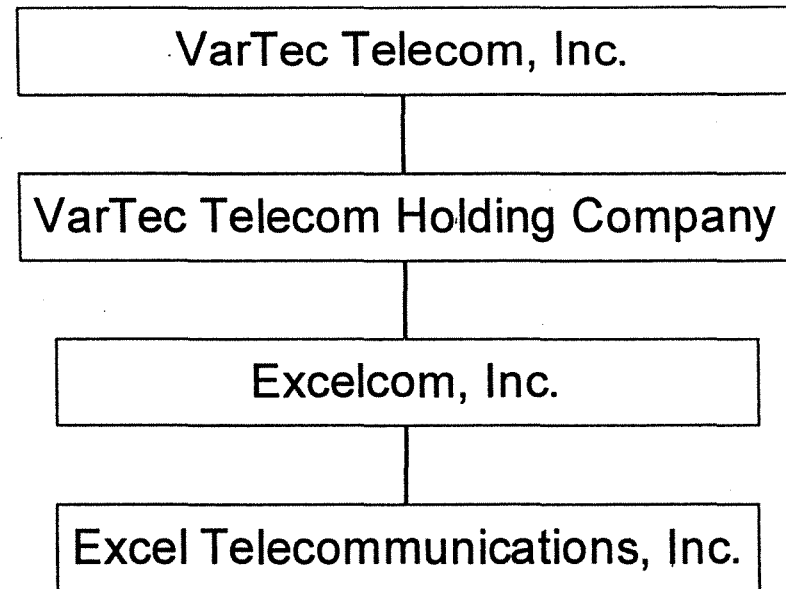 VarTec Telecom, Inc.
VarTec Telecom Holding Company
Excelcom, Inc.
Excel Telecommunications, Inc.